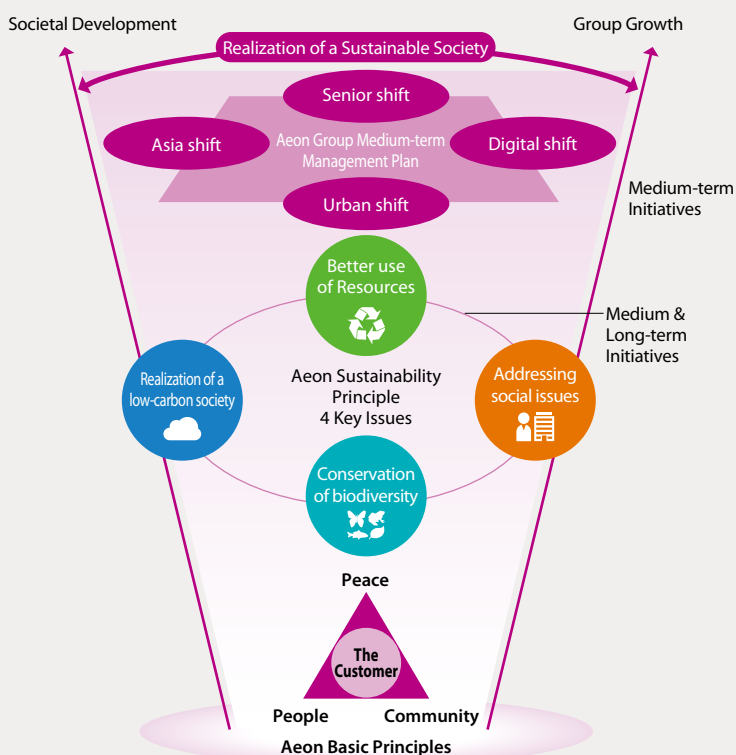 Societal Development
Group Growth
Realization of a Sustainable Society
Senior shift
Asia shift
Aeon Group Medium-term
Management Plan
Digital shift
Urban shift
Medium-term
Initiatives
Better use
of Resources
Medium &
Long-term
Initiatives
Realization of a
low-carbon society
Aeon Sustainability
Principle
4 Key Issues
Addressing
social issues
Conservation
of biodiversity
Peace
The
Customer
People
Community
Aeon Basic Principles